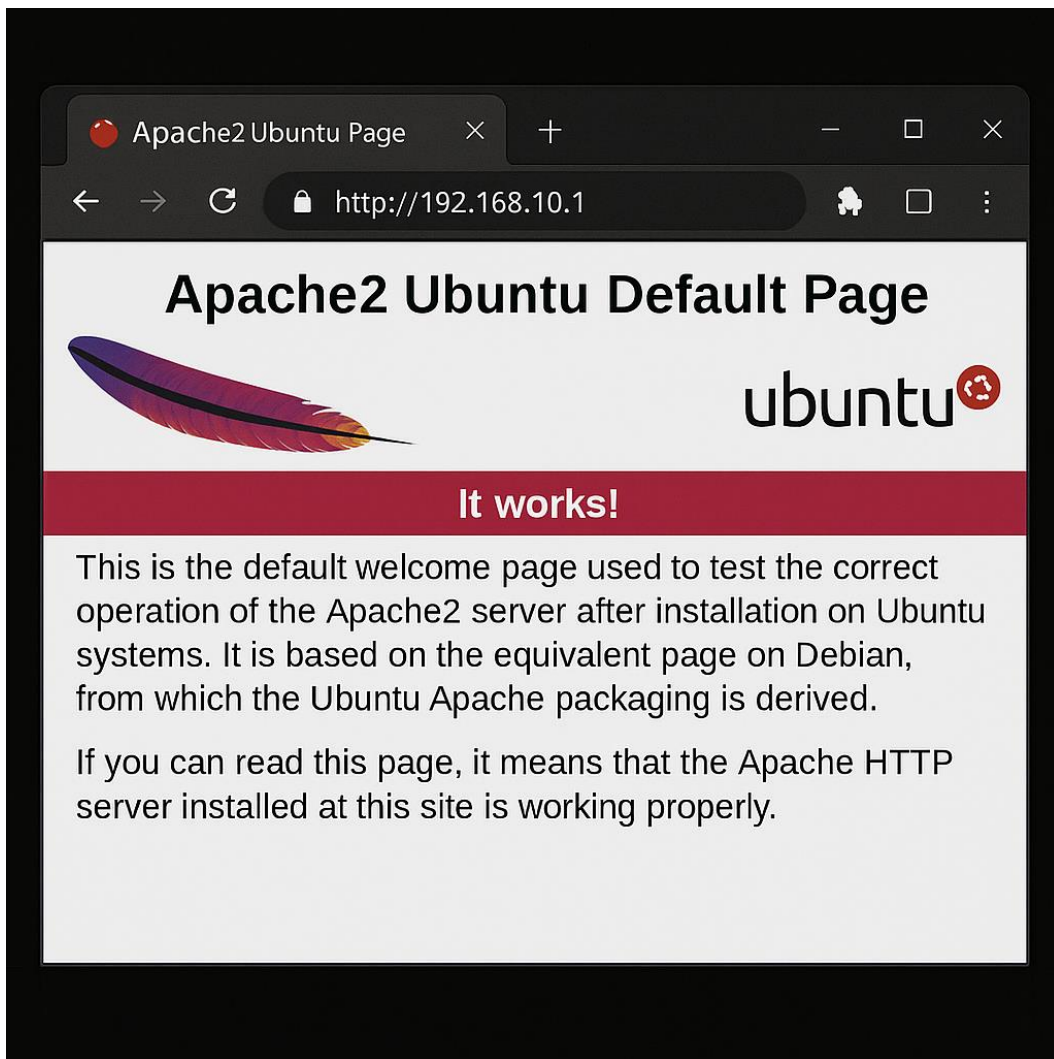 Apache2 Ubuntu Page
http://192.168.10.1
Apache2 Ubuntu Default Page
ubuntu
It works!
This is the default welcome page used to test the correct
operation of the Apache2 server after installation on Ubuntu
systems. It is based on the equivalent page on Debian,
from which the Ubuntu Apache packaging is derived.
If you can read this page, it means that the Apache HTTP
server installed at this site is working properly.